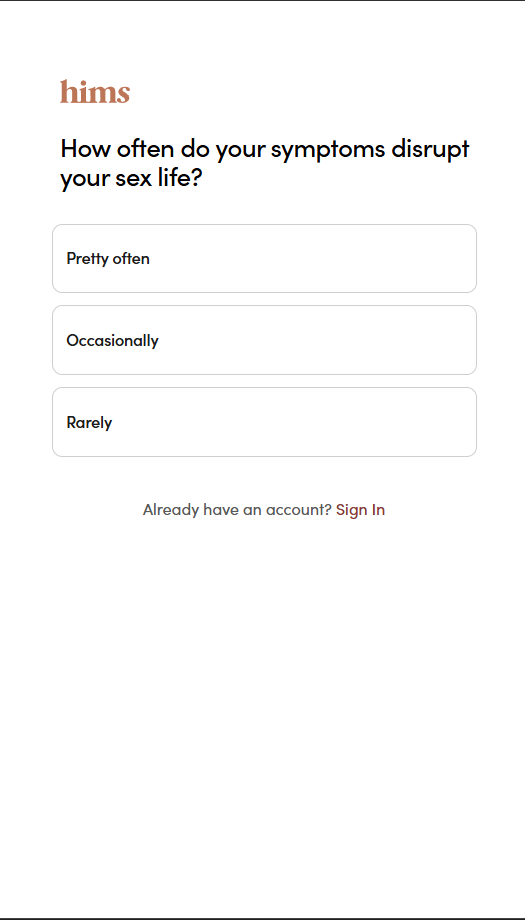 hims
How often do your symptoms disrupt
your sex life?
Pretty often
Occasionally
Rarely
Already have an account? Sign In